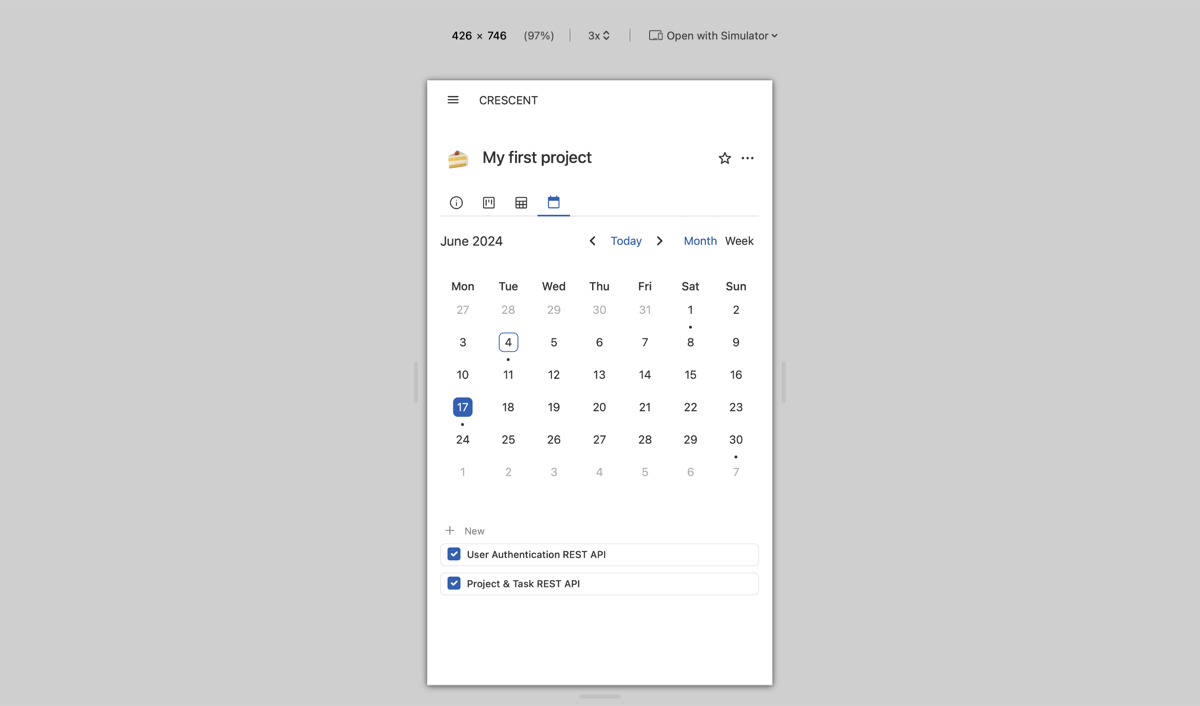 426 × 746 (97%) 3x Open with Simulator
CRESCENT
My first project
June 2024 Today Month Week
Mon Tue Wed Thu Fri Sat Sun
27 28 29 30 31 1 2
3 4 5 6 7 8 9
10 11 12 13 14 15 16
17 18 19 20 21 22 23
24 25 26 27 28 29 30
1 2 3 4 5 6 7
+ New
User Authentication REST API
Project & Task REST API